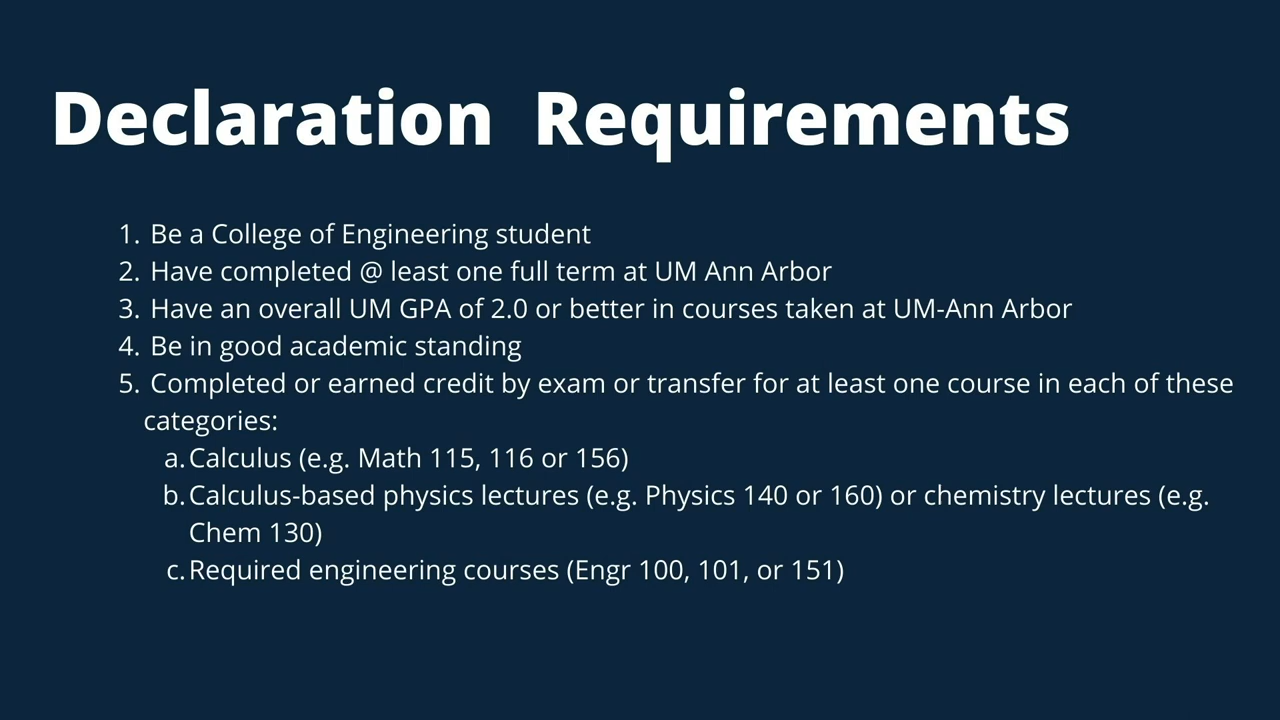 Declaration Requirements
1. Be a College of Engineering student
2. Have completed @ least one full term at UM Ann Arbor
3. Have an overall UM GPA of 2.0 or better in courses taken at UM-Ann Arbor
4. Be in good academic standing
5. Completed or earned credit by exam or transfer for at least one course in each of these
categories:
a. Calculus (e.g. Math 115, 116 or 156)
b. Calculus-based physics lectures (e.g. Physics 140 or 160) or chemistry lectures (e.g.
Chem 130)
c. Required engineering courses (Engr 100, 101, or 151)